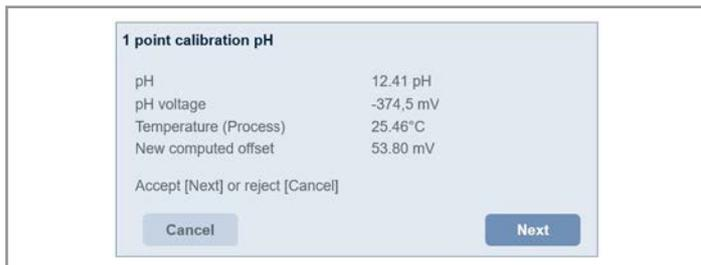 1 point calibration pH
pH 12.41 pH
pH voltage -374,5 mV
Temperature (Process) 25.46°C
New computed offset 53.80 mV
Accept [Next] or reject [Cancel]
Cancel Next